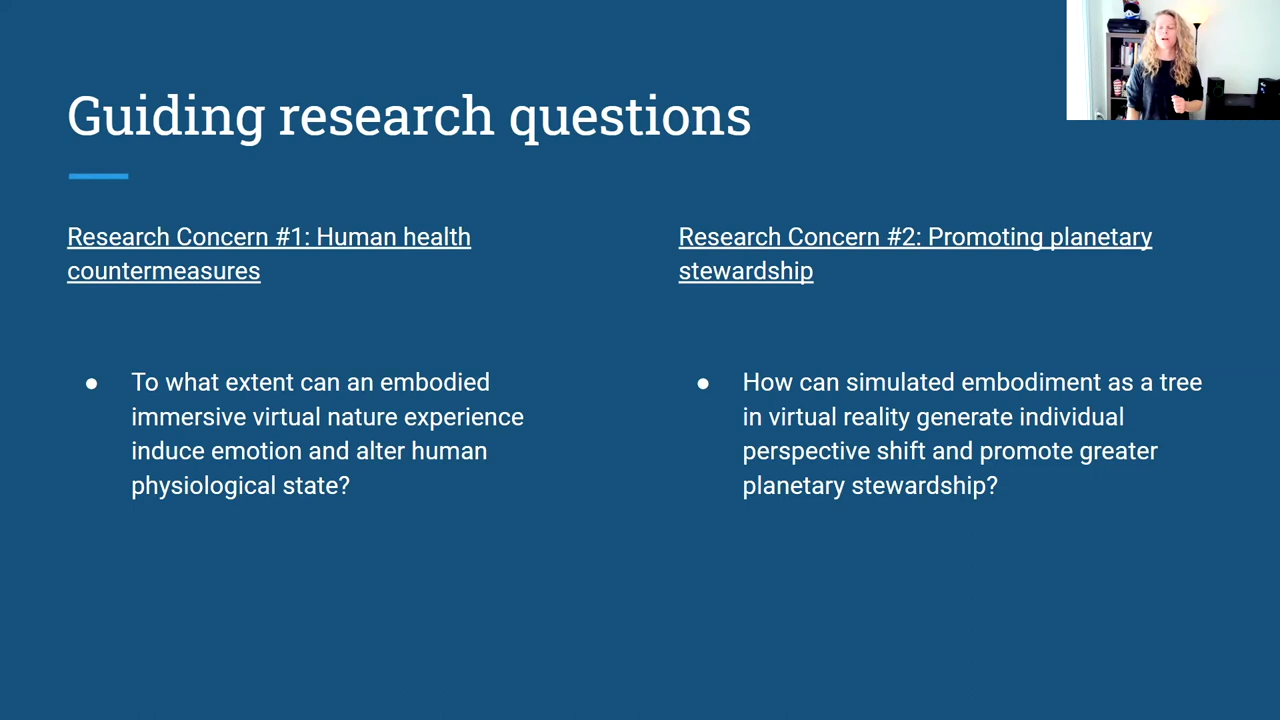 Guiding research questions
Research Concern #1: Human health
countermeasures
● To what extent can an embodied
immersive virtual nature experience
induce emotion and alter human
physiological state?
Research Concern #2: Promoting planetary
stewardship
● How can simulated embodiment as a tree
in virtual reality generate individual
perspective shift and promote greater
planetary stewardship?